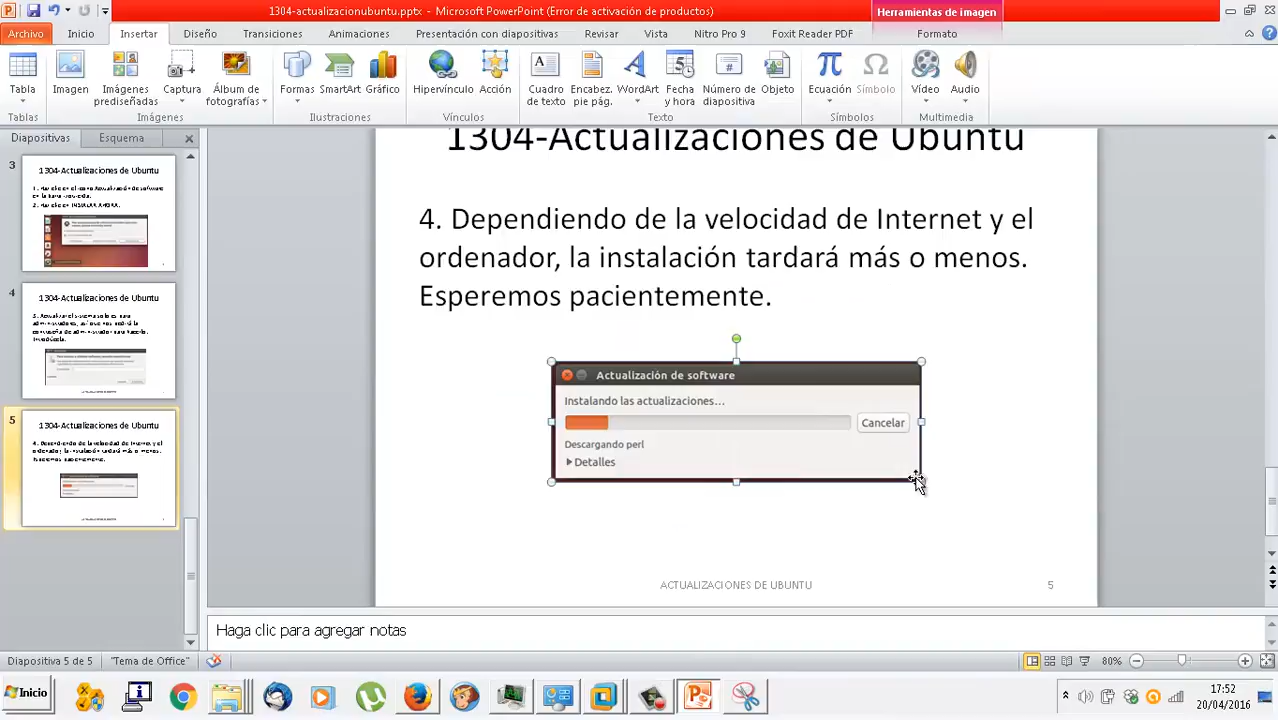 1304-actualizacionubuntu.pptx - Microsoft PowerPoint (Error de activación de productos)
Herramientas de imagen
Archivo Inicio Insertar Diseño Transiciones Animaciones Presentación con diapositivas Revisar Vista Nitro Pro 9 Foxit Reader PDF Formato
Tabla Imagen Imágenes prediseñadas Captura Álbum de fotografías Formas SmartArt Gráfico Hipervínculo Acción Cuadro de texto Encabez. pie pág. WordArt Fecha y hora Número de diapositiva Objeto Ecuación Símbolo Vídeo Audio
Tablas Imágenes Ilustraciones Vínculos Texto Símbolos Multimedia
Diapositivas Esquema
3
1304-Actualizaciones de Ubuntu
4
1304-Actualizaciones de Ubuntu
5
1304-Actualizaciones de Ubuntu
1304-Actualizaciones de Ubuntu
4. Dependiendo de la velocidad de Internet y el
ordenador, la instalación tardará más o menos.
Esperemos pacientemente.
Actualización de software
Instalando las actualizaciones...
Cancelar
Descargando perl
Detalles
ACTUALIZACIONES DE UBUNTU 5
Haga clic para agregar notas
Diapositiva 5 de 5 "Tema de Office" 80%
Inicio
17:52
20/04/2016